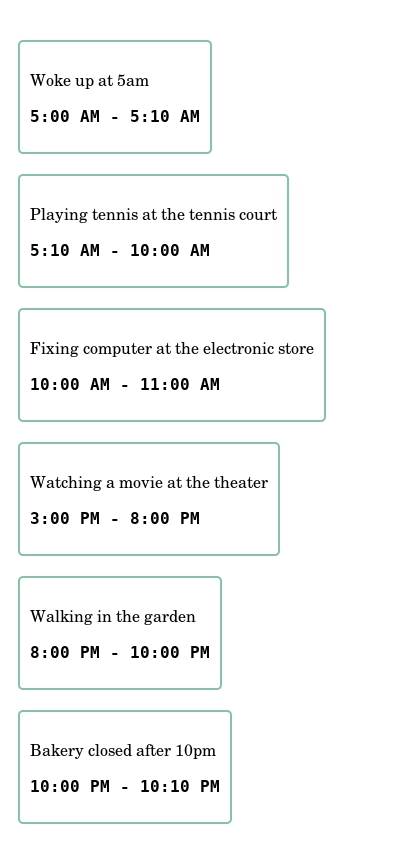 Woke up at 5am
5:00 AM - 5:10 AM
Playing tennis at the tennis court
5:10 AM - 10:00 AM
Fixing computer at the electronic store
10:00 AM - 11:00 AM
Watching a movie at the theater
3:00 PM - 8:00 PM
Walking in the garden
8:00 PM - 10:00 PM
Bakery closed after 10pm
10:00 PM - 10:10 PM